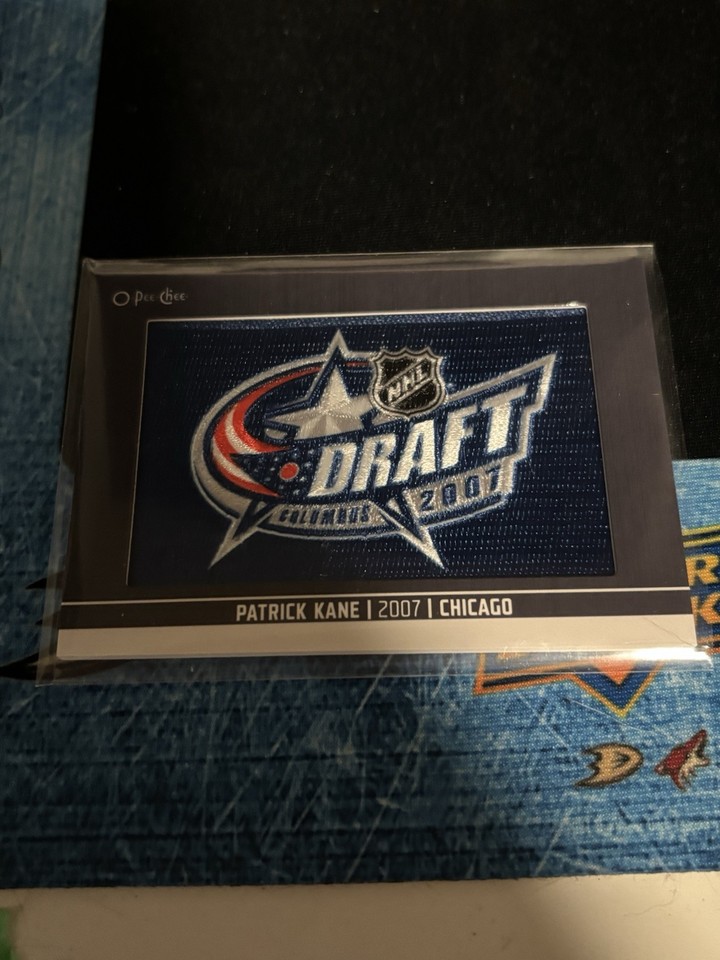 O-Pee-Chee
NHL
DRAFT
COLUMBUS 2007
PATRICK KANE | 2007 | CHICAGO